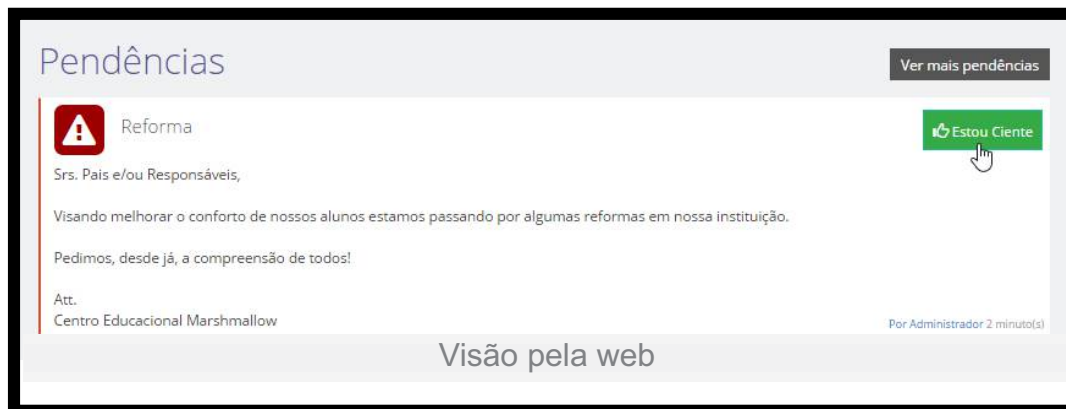 Pendências
Ver mais pendências
Reforma
Estou Ciente
Srs. Pais e/ou Responsáveis,
Visando melhorar o conforto de nossos alunos estamos passando por algumas reformas em nossa instituição.
Pedimos, desde já, a compreensão de todos!
Att.
Centro Educacional Marshmallow
Por Administrador 2 minuto(s)
Visão pela web